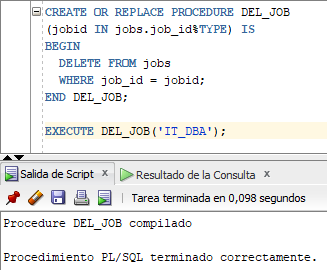 CREATE OR REPLACE PROCEDURE DEL_JOB
(jobid IN jobs.job_id%TYPE) IS
BEGIN
DELETE FROM jobs
WHERE job_id = jobid;
END DEL_JOB;
EXECUTE DEL_JOB('IT_DBA');
Salida de Script x Resultado de la Consulta x
Tarea terminada en 0,098 segundos
Procedure DEL_JOB compilado
Procedimiento PL/SQL terminado correctamente.